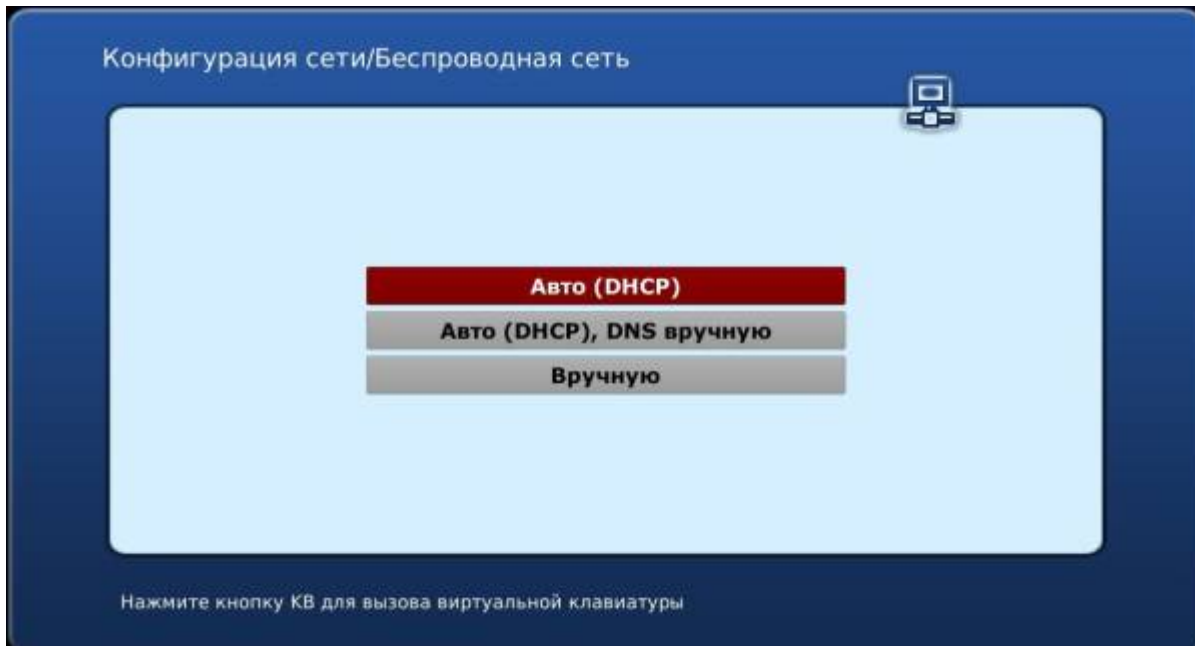 Конфигурация сети/Беспроводная сеть
Авто (DHCP)
Авто (DHCP), DNS вручную
Вручную
Нажмите кнопку КВ для вызова виртуальной клавиатуры